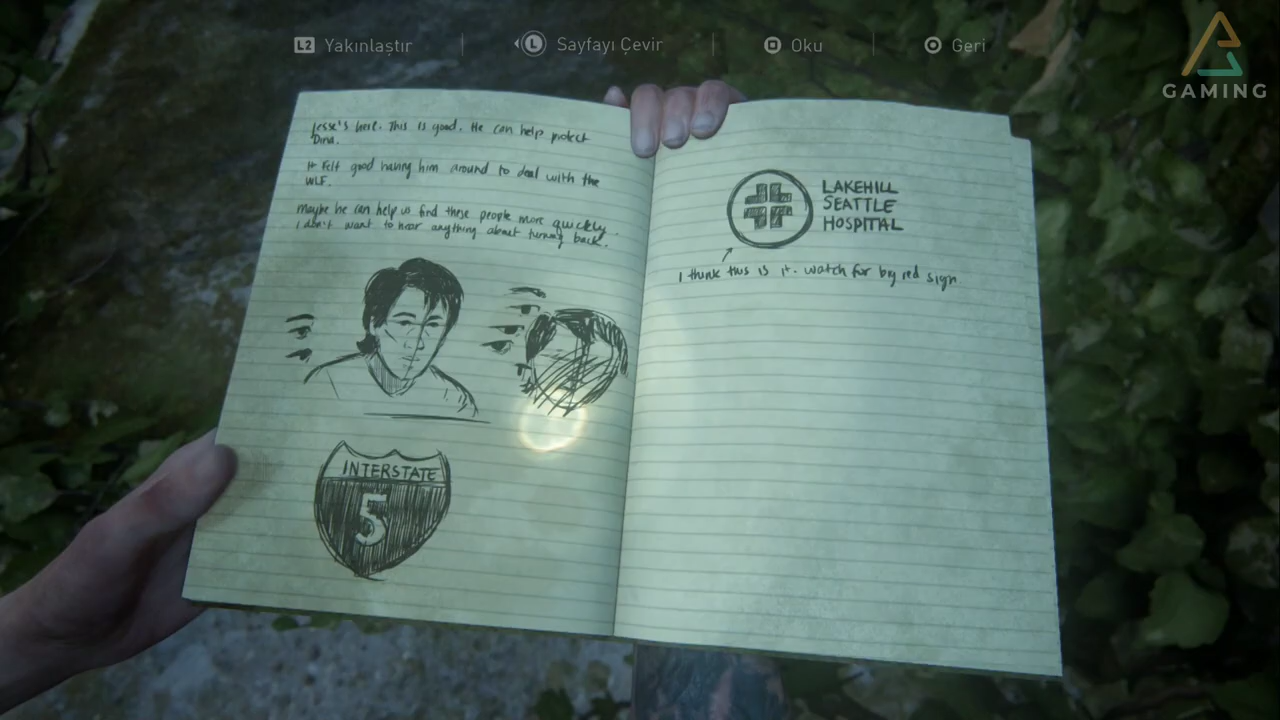 L2 Yakınlaştır
L Sayfayı Çevir
Oku
Geri
GAMING
Jesse's here. This is good. He can help protect
Dina.
It felt good having him around to deal with the
WLF.
Maybe he can help us find these people more quickly.
I don't want to hear anything about turning back.
INTERSTATE
5
LAKEHILL
SEATTLE
HOSPITAL
I think this is it. watch for big red sign